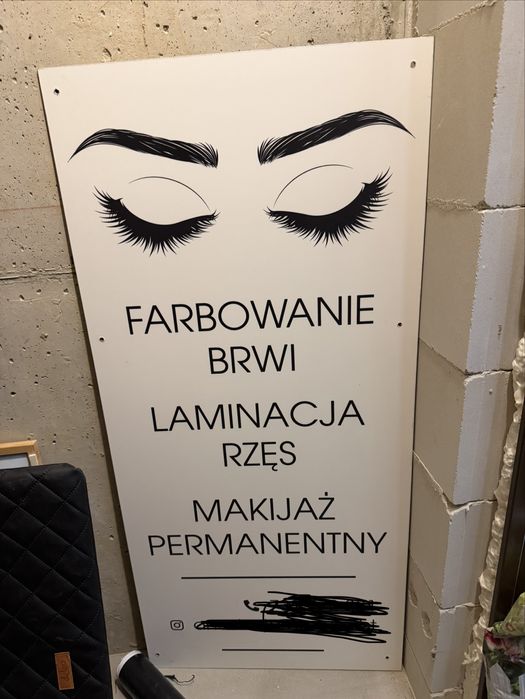 FARBOWANIE
BRWI
LAMINACJA
RZĘS
MAKIJAŻ
PERMANENTNY